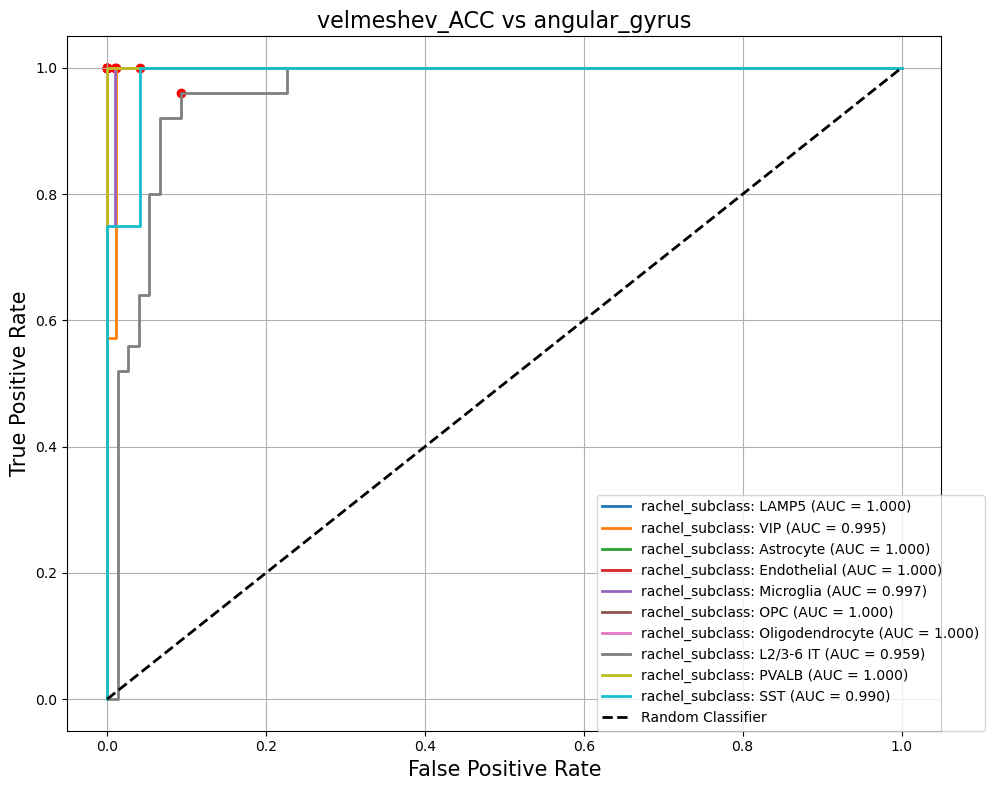 velmeshev_ACC vs angular_gyrus
True Positive Rate
1.0
0.8
0.6
0.4
0.2
0.0
rachel_subclass: LAMP5 (AUC = 1.000)
rachel_subclass: VIP (AUC = 0.995)
rachel_subclass: Astrocyte (AUC = 1.000)
rachel_subclass: Endothelial (AUC = 1.000)
rachel_subclass: Microglia (AUC = 0.997)
rachel_subclass: OPC (AUC = 1.000)
rachel_subclass: Oligodendrocyte (AUC = 1.000)
rachel_subclass: L2/3-6 IT (AUC = 0.959)
rachel_subclass: PVALB (AUC = 1.000)
rachel_subclass: SST (AUC = 0.990)
Random Classifier
0.0 0.2 0.4 0.6 0.8 1.0
False Positive Rate